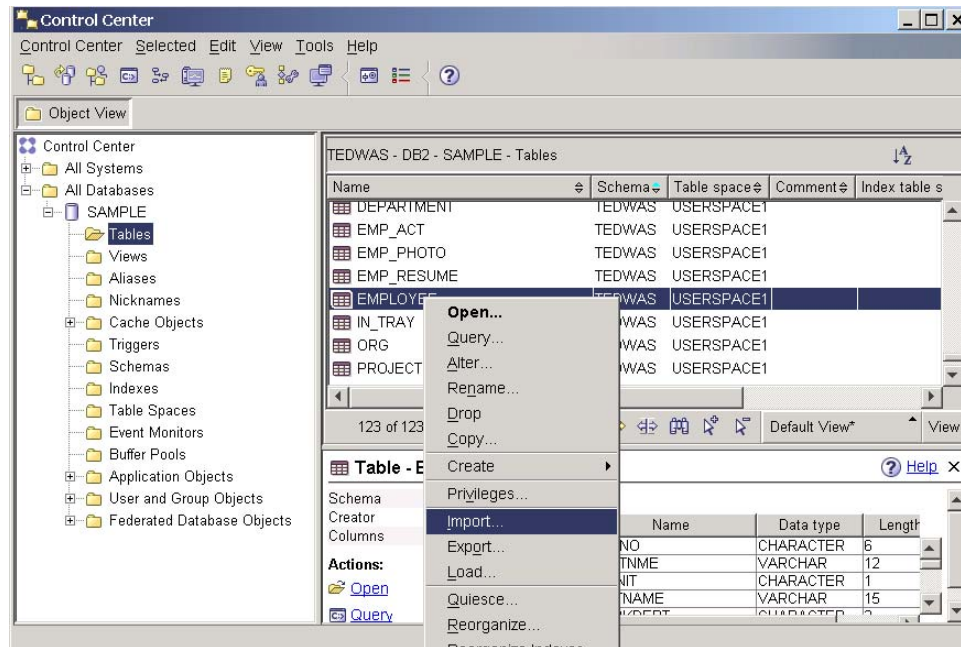 Control Center
Control Center Selected Edit View Tools Help
Object View
Control Center
All Systems
All Databases
SAMPLE
Tables
Views
Aliases
Nicknames
Cache Objects
Triggers
Schemas
Indexes
Table Spaces
Event Monitors
Buffer Pools
Application Objects
User and Group Objects
Federated Database Objects
TEDWAS - DB2 - SAMPLE - Tables
Name Schema Table space Comment Index table s
DEPARTMENT TEDWAS USERSPACE1
EMP_ACT TEDWAS USERSPACE1
EMP_PHOTO TEDWAS USERSPACE1
EMP_RESUME TEDWAS USERSPACE1
EMPLOYEE TEDWAS USERSPACE1
IN_TRAY WAS USERSPACE1
ORG WAS USERSPACE1
PROJECT WAS USERSPACE1
123 of 123 Default View* View
Open...
Query...
Alter...
Rename...
Drop
Copy...
Create
Privileges...
Import...
Export...
Load...
Quiesce...
Reorganize...
Table - E Help
Schema
Creator
Columns
Actions:
Open
Query
Name Data type Length
NO CHARACTER 6
TNME VARCHAR 12
NIT CHARACTER 1
TNAME VARCHAR 15